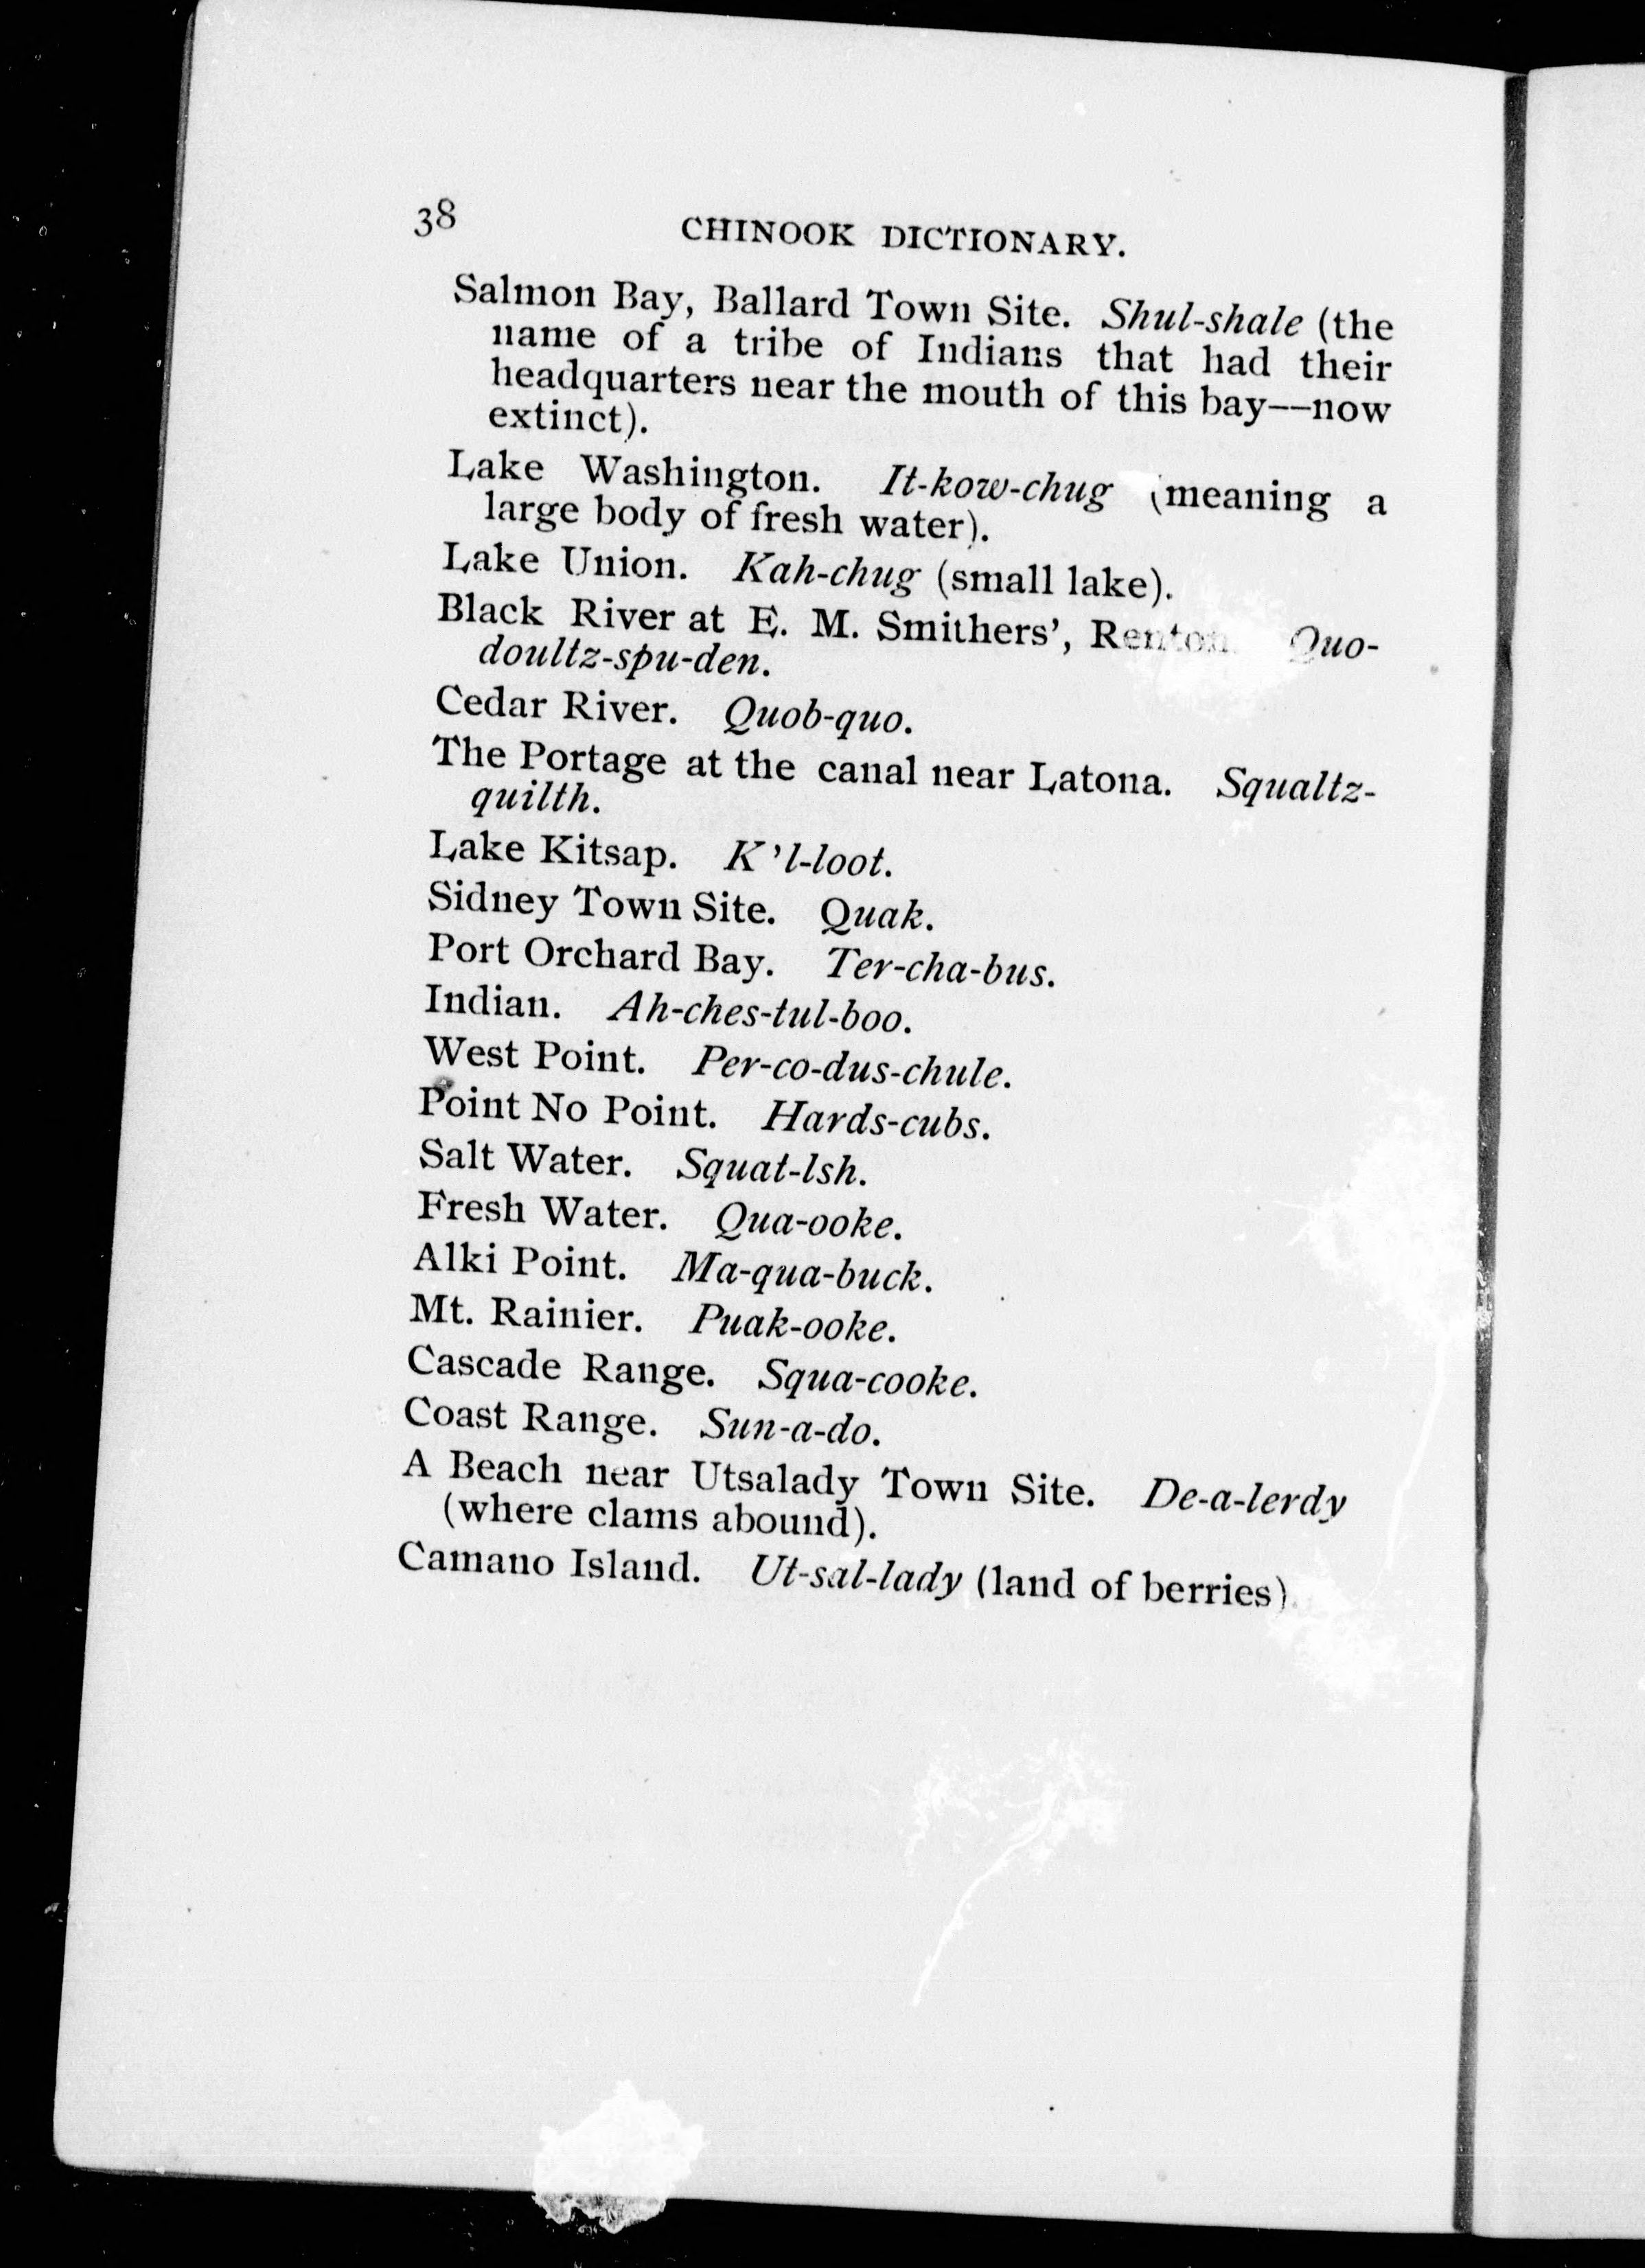 38
CHINOOK DICTIONARY.
Salmon Bay, Ballard Town Site. Shul-shale (the
name of a tribe of Indians that had their
headquarters near the mouth of this bay—now
extinct).
Lake Washington. It-kow-chug (meaning a
large body of fresh water).
Lake Union. Kah-chug (small lake).
Black River at E. M. Smithers', Renton. Quo-
doultz-spu-den.
Cedar River. Quob-quo.
The Portage at the canal near Latona. Squaltz-
quilth.
Lake Kitsap. K'l-loot.
Sidney Town Site. Quak.
Port Orchard Bay. Ter-cha-bus.
Indian. Ah-ches-tul-boo.
West Point. Per-co-dus-chule.
Point No Point. Hards-cubs.
Salt Water. Squat-lsh.
Fresh Water. Qua-ooke.
Alki Point. Ma-qua-buck.
Mt. Rainier. Puak-ooke.
Cascade Range. Squa-cooke.
Coast Range. Sun-a-do.
A Beach near Utsalady Town Site. De-a-lerdy
(where clams abound).
Camano Island. Ut-sal-lady (land of berries).